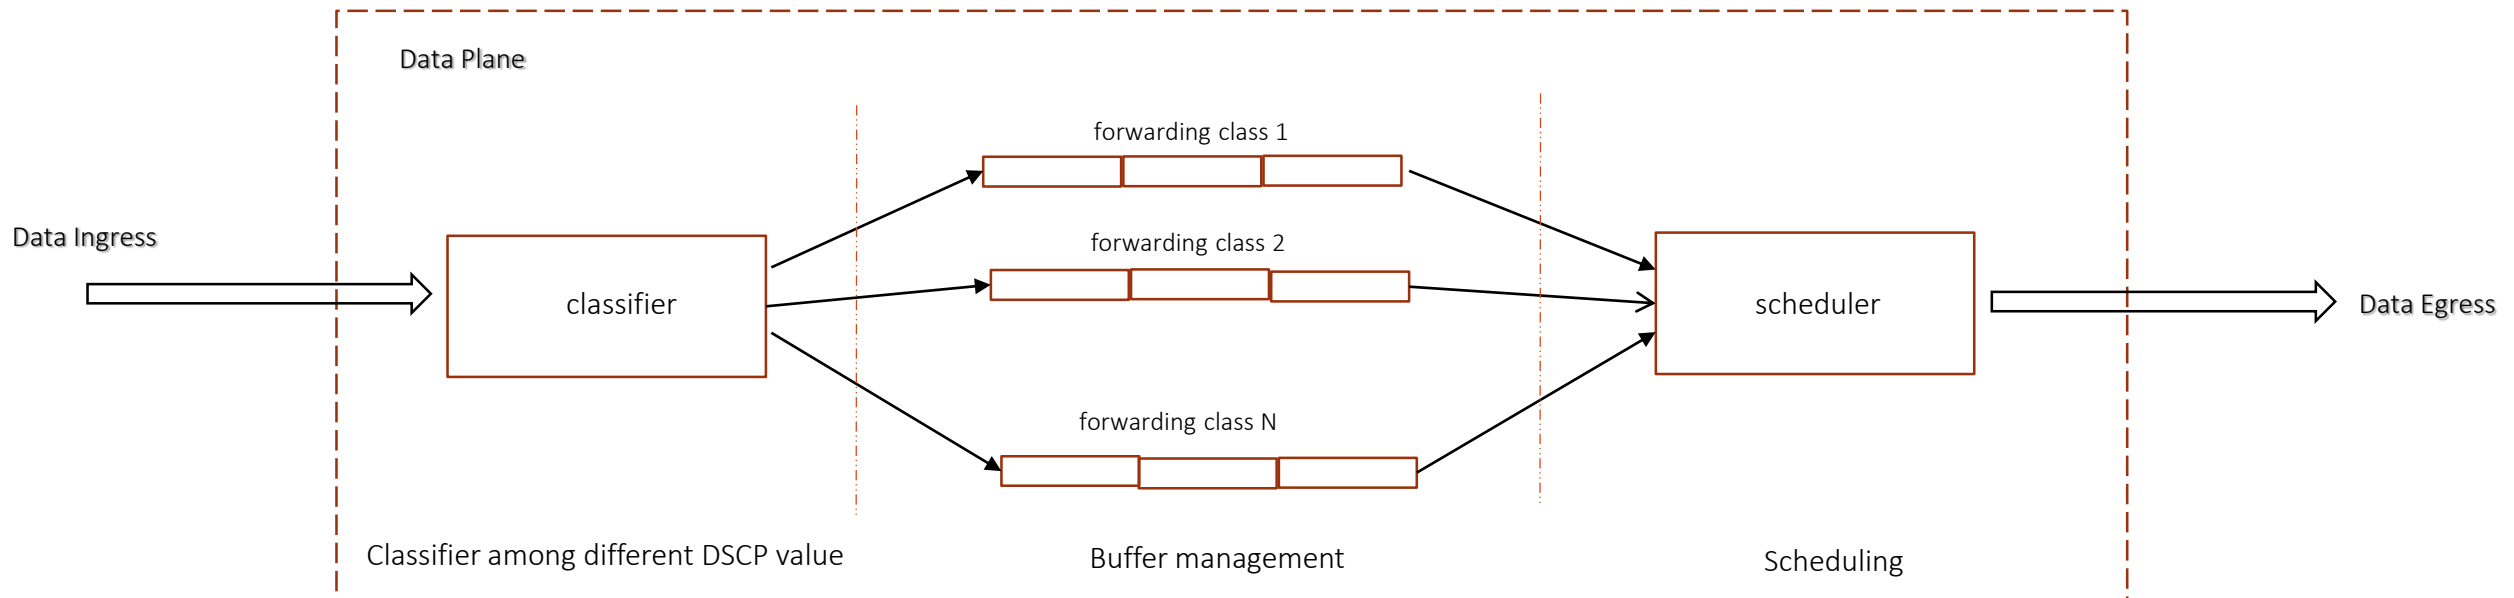 Data Plane
forwarding class 1
Data Ingress
forwarding class 2
classifier
scheduler
Data Egress
forwarding class N
Classifier among different DSCP value
Buffer management
Scheduling